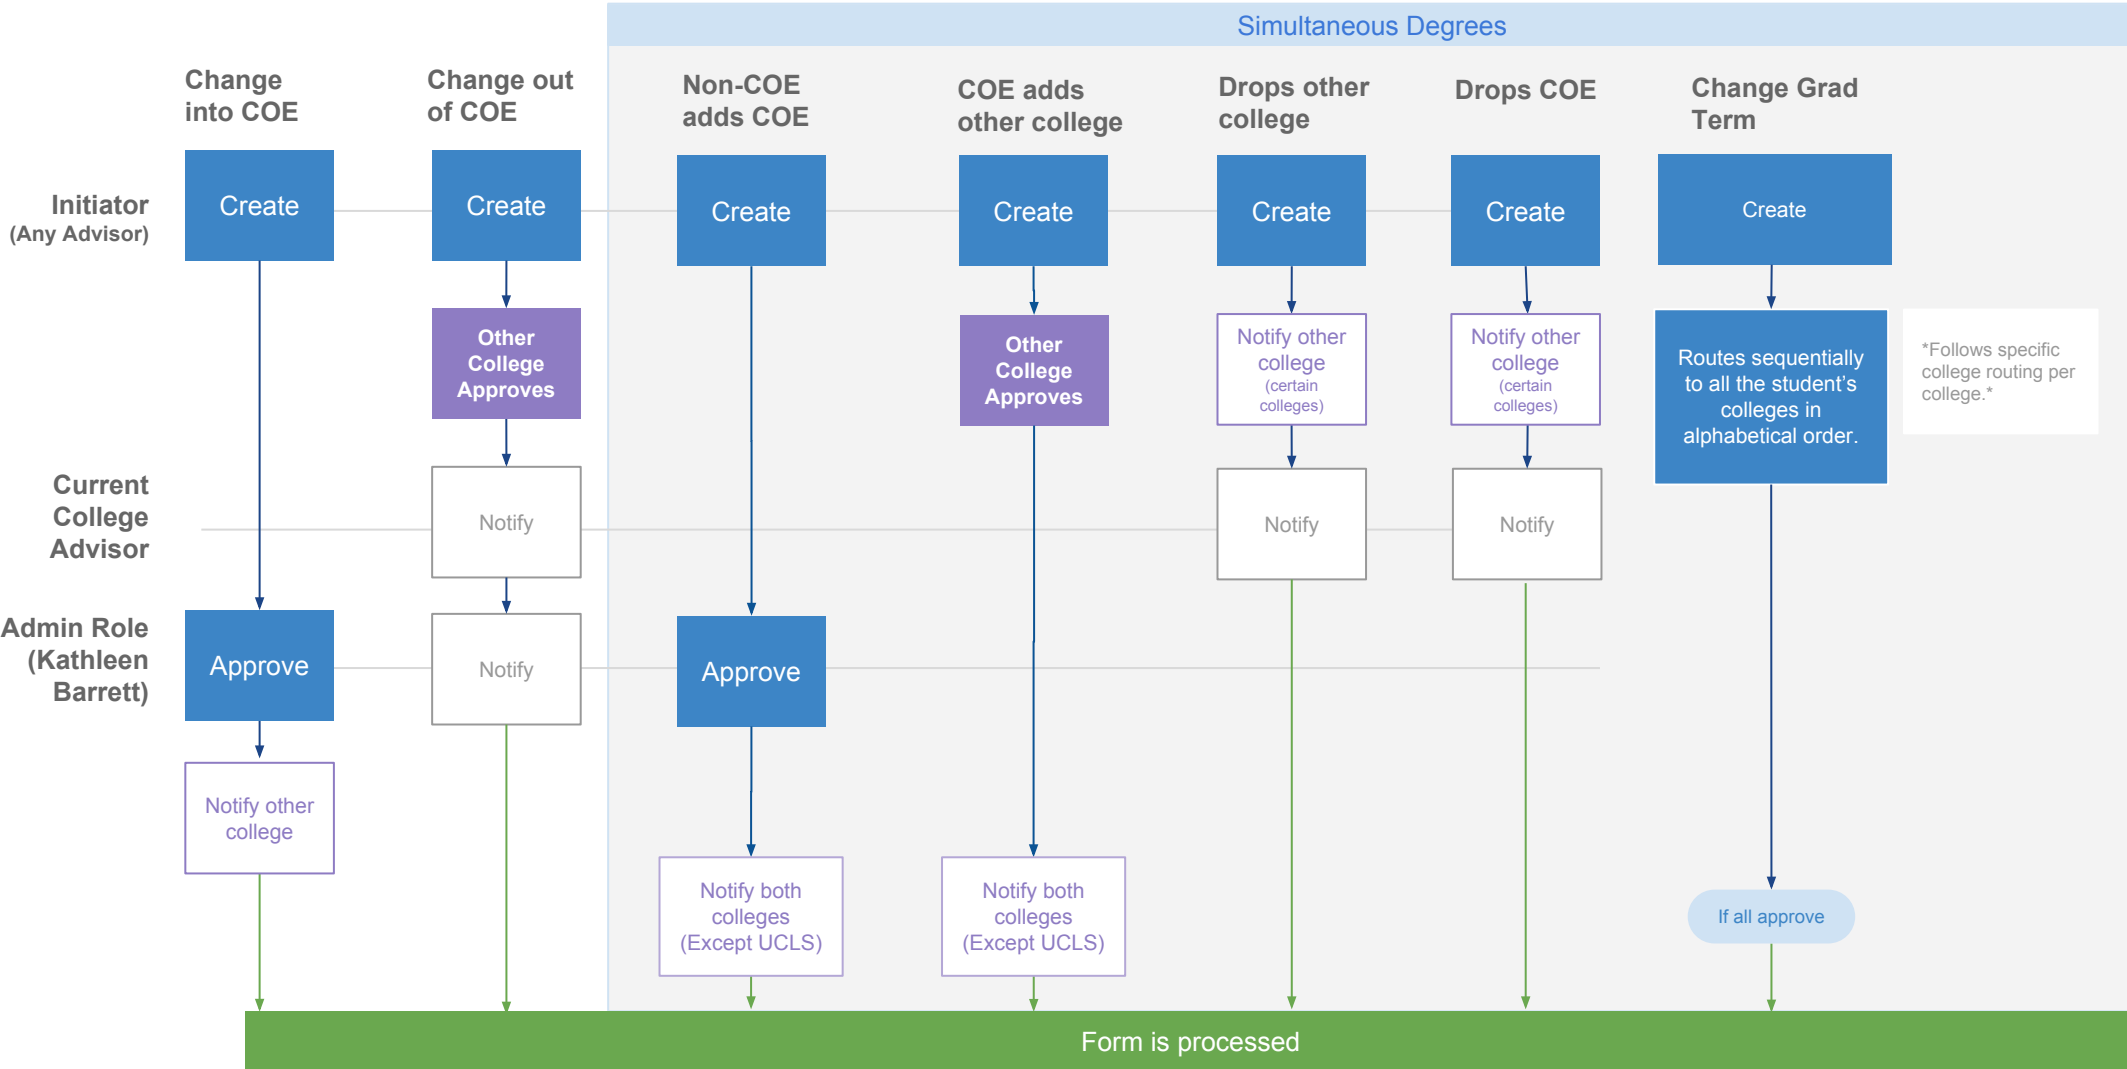 Simultaneous Degrees
Change
into COE
Change out
of COE
Non-COE
adds COE
COE adds
other college
Drops other
college
Drops COE
Change Grad
Term
Initiator
(Any Advisor)
Create
Create
Create
Create
Create
Create
Create
Other
College
Approves
Other
College
Approves
Notify other
college
(certain
colleges)
Notify other
college
(certain
colleges)
Routes sequentially
to all the student's
colleges in
alphabetical order.
*Follows specific
college routing per
college.*
Current
College
Advisor
Notify
Notify
Notify
Admin Role
(Kathleen
Barrett)
Approve
Notify
Approve
Notify other
college
Notify both
colleges
(Except UCLS)
Notify both
colleges
(Except UCLS)
If all approve
Form is processed